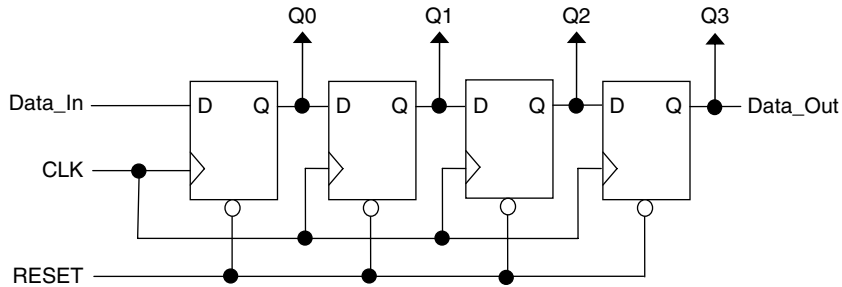 Q0 Q1 Q2 Q3
Data_In D Q D Q D Q D Q Data_Out
CLK
RESET